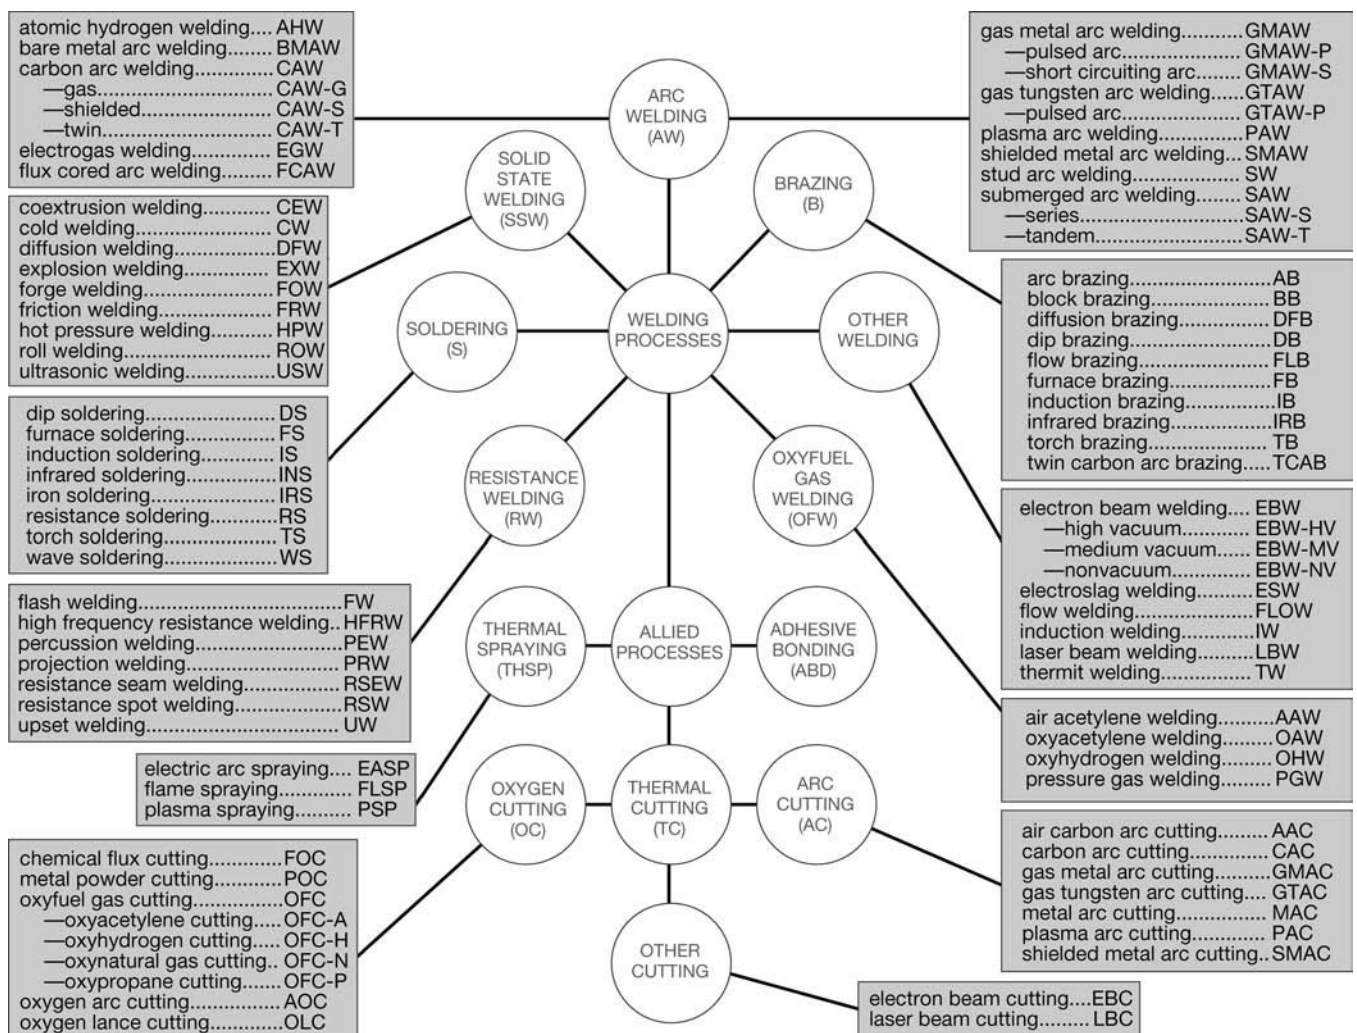 atomic hydrogen welding.... AHW
bare metal arc welding........ BMAW
carbon arc welding............. CAW
—gas........................ CAW-G
—shielded................ CAW-S
—twin....................... CAW-T
electrogas welding.............. EGW
flux cored arc welding......... FCAW
ARC
WELDING
(AW)
gas metal arc welding........... GMAW
—pulsed arc.................. GMAW-P
—short circuiting arc........ GMAW-S
gas tungsten arc welding...... GTAW
—pulsed arc.................. GTAW-P
plasma arc welding.............. PAW
shielded metal arc welding.... SMAW
stud arc welding................. SW
submerged arc welding........ SAW
—series........................ SAW-S
—tandem..................... SAW-T
SOLID
STATE
WELDING
(SSW)
BRAZING
(B)
coextrusion welding............ CEW
cold welding........................ CW
diffusion welding................. DFW
explosion welding................ EXW
forge welding...................... FOW
friction welding................... FRW
hot pressure welding........... HPW
roll welding......................... ROW
ultrasonic welding............... USW
SOLDERING
(S)
WELDING
PROCESSES
OTHER
WELDING
arc brazing....................... AB
block brazing.................... BB
diffusion brazing................ DFB
dip brazing....................... DB
flow brazing...................... FLB
furnace brazing................. FB
induction brazing............... IB
infrared brazing................. IRB
torch brazing.................... TB
twin carbon arc brazing.....TCAB
dip soldering.................... DS
furnace soldering.............. FS
induction soldering............ IS
infrared soldering.............. INS
iron soldering................... IRS
resistance soldering.......... RS
torch soldering................. TS
wave soldering................. WS
RESISTANCE
WELDING
(RW)
OXYFUEL
GAS
WELDING
(OFW)
electron beam welding.... EBW
—high vacuum........... EBW-HV
—medium vacuum...... EBW-MV
—nonvacuum............. EBW-NV
electroslag welding.......... ESW
flow welding.................... FLOW
induction welding............ IW
laser beam welding......... LBW
thermit welding............... TW
flash welding........................... FW
high frequency resistance welding.. HFRW
percussion welding................... PEW
projection welding.................... PRW
resistance seam welding.......... RSEW
resistance spot welding........... RSW
upset welding........................... UW
THERMAL
SPRAYING
(THSP)
ALLIED
PROCESSES
ADHESIVE
BONDING
(ABD)
air acetylene welding.......... AAW
oxyacetylene welding......... OAW
oxyhydrogen welding......... OHW
pressure gas welding......... PGW
electric arc spraying.... EASP
flame spraying............ FLSP
plasma spraying.......... PSP
OXYGEN
CUTTING
(OC)
THERMAL
CUTTING
(TC)
ARC
CUTTING
(AC)
air carbon arc cutting........... AAC
carbon arc cutting................ CAC
gas metal arc cutting............ GMAC
gas tungsten arc cutting....... GTAC
metal arc cutting................. MAC
plasma arc cutting............... PAC
shielded metal arc cutting.. SMAC
chemical flux cutting........... FOC
metal powder cutting.......... POC
oxyfuel gas cutting............. OFC
—oxyacetylene cutting..... OFC-A
—oxyhydrogen cutting..... OFC-H
—oxynatural gas cutting.. OFC-N
—oxypropane cutting....... OFC-P
oxygen arc cutting.............. AOC
oxygen lance cutting........... OLC
OTHER
CUTTING
electron beam cutting....EBC
laser beam cutting......... LBC